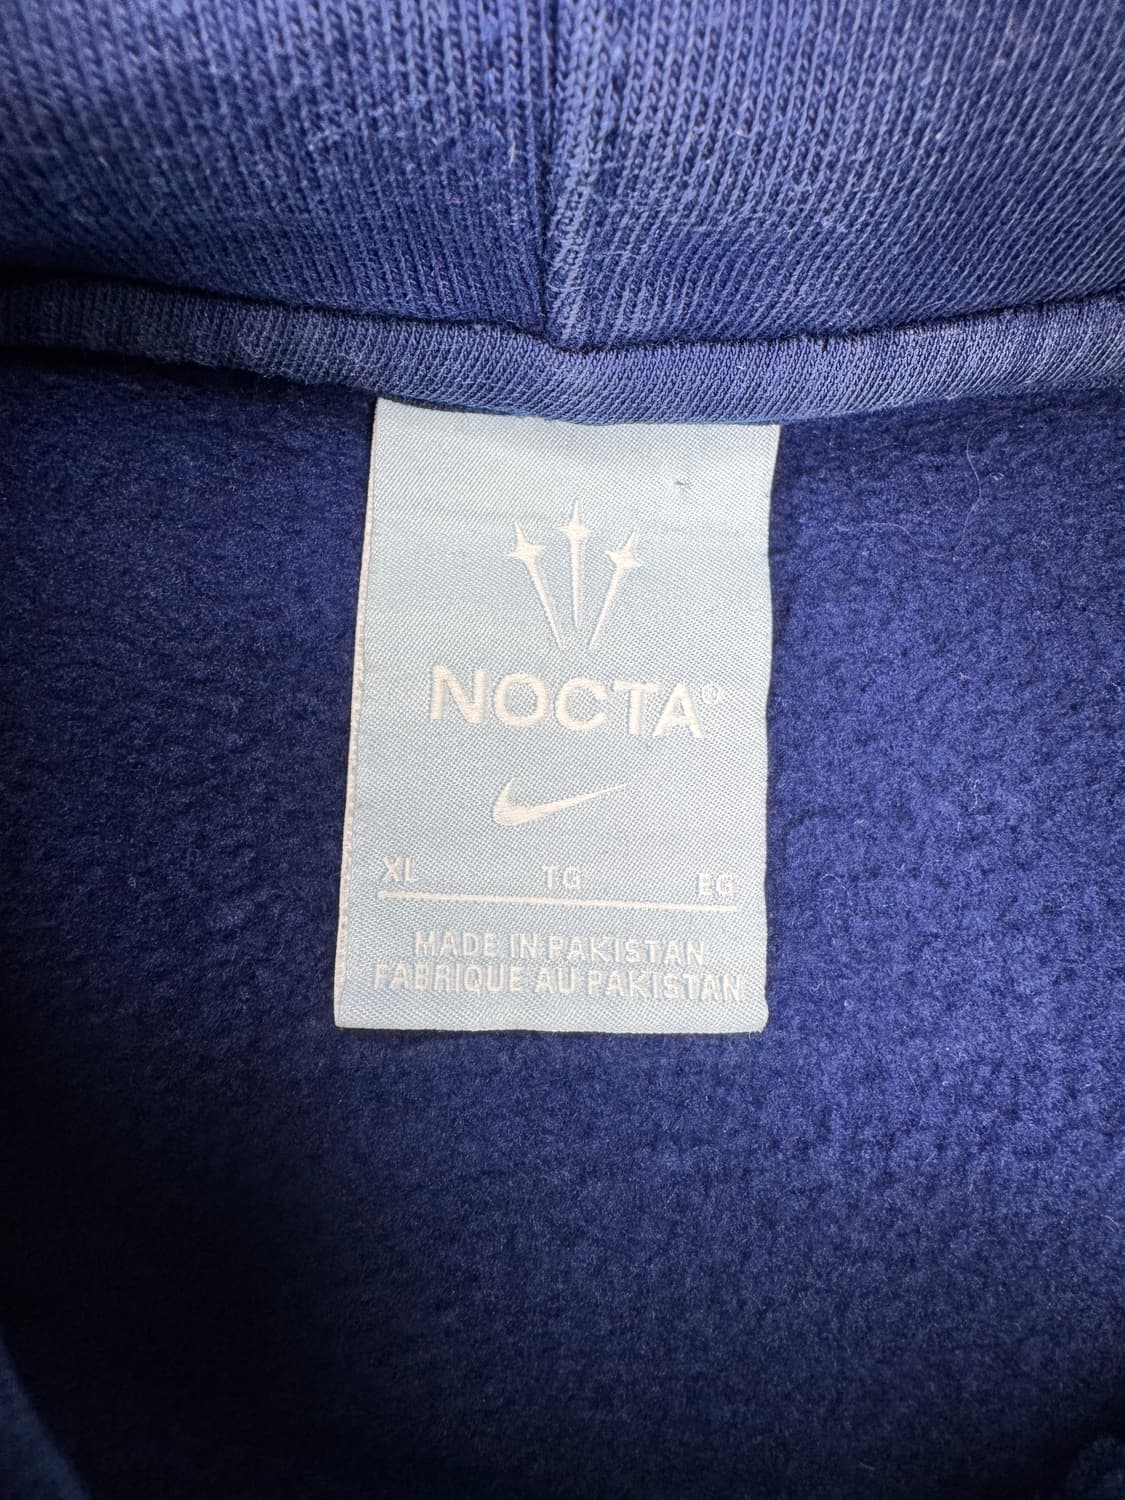 NOCTA®
XL TG EG
MADE IN PAKISTAN
FABRIQUE AU PAKISTAN